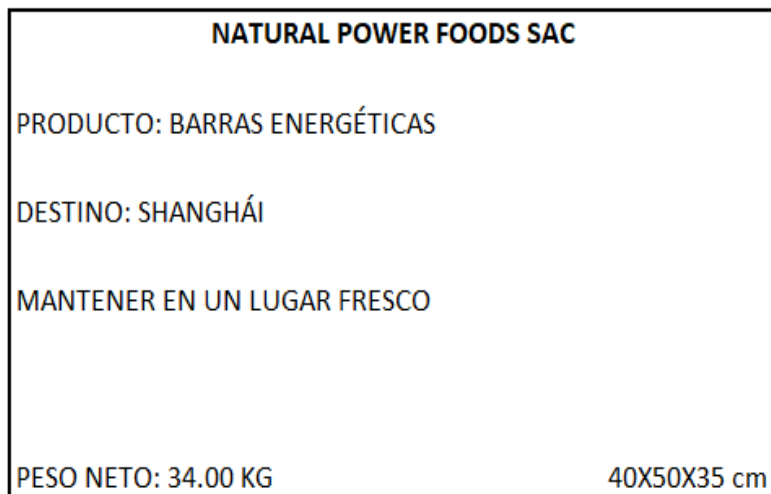 NATURAL POWER FOODS SAC
PRODUCTO: BARRAS ENERGÉTICAS
DESTINO: SHANGHÁI
MANTENER EN UN LUGAR FRESCO
PESO NETO: 34.00 KG 40X50X35 cm